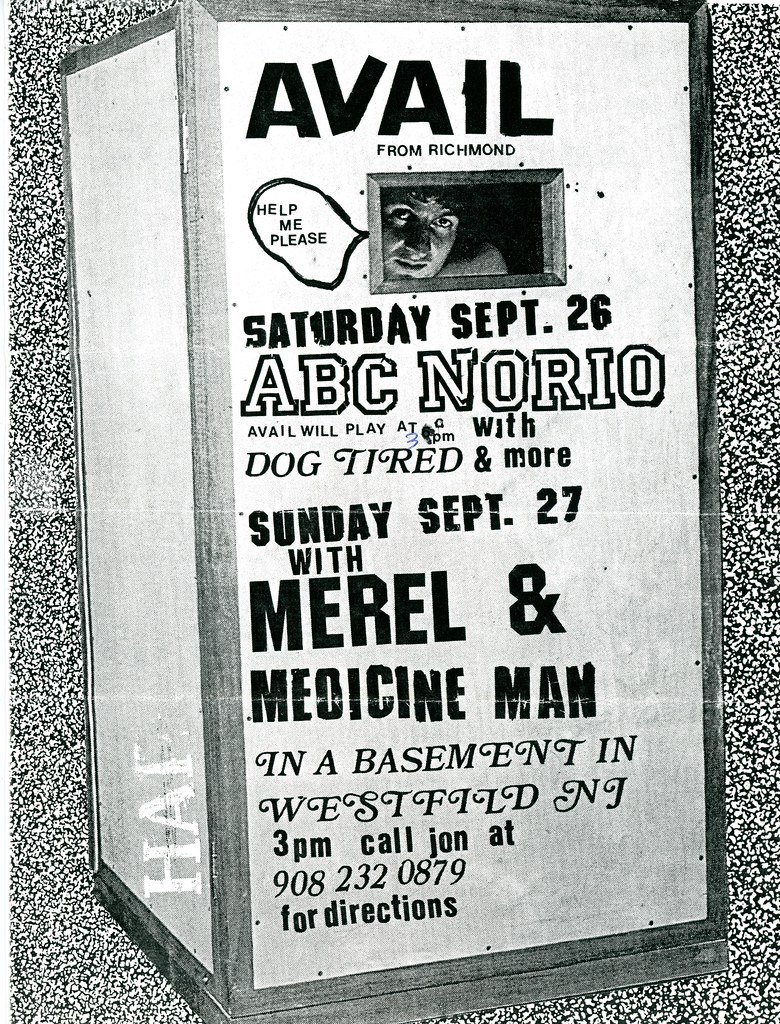 AVAIL
FROM RICHMOND
HELP
ME
PLEASE
SATURDAY SEPT. 26
ABC NORIO
AVAIL WILL PLAY AT 3 pm with
DOG TIRED & more
SUNDAY SEPT. 27
WITH
MEREL &
MEDICINE MAN
IN A BASEMENT IN
WESTFILD NJ
3pm call jon at
908 232 0879
for directions